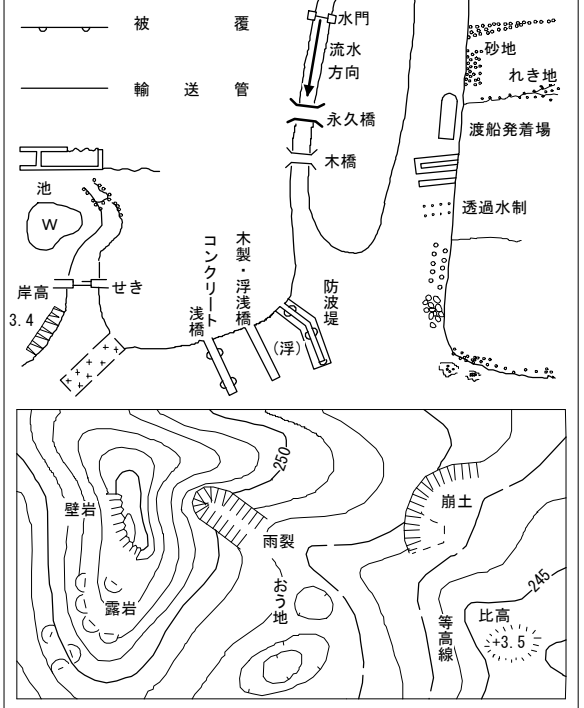 被覆
輸送管
水門
流水
方向
永久橋
木橋
砂地
れき地
渡船発着場
透過水制
池
W
せき
岸高
3.4
コンクリート
浅橋
木製・浮浅橋
防波堤
(浮)
250
壁岩
雨裂
崩土
露岩
おう地
等高線
245
比高
+3.5